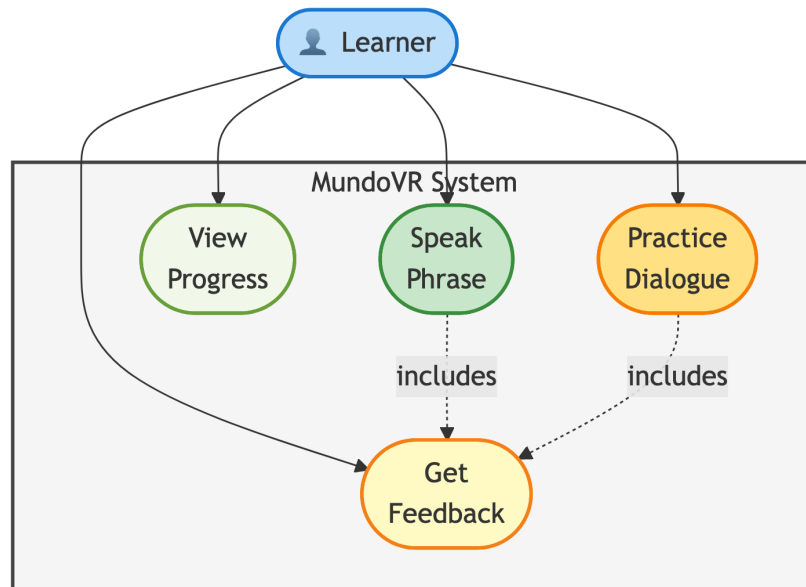 Learner
MundoVR System
View
Progress
Speak
Phrase
Practice
Dialogue
includes
includes
Get
Feedback